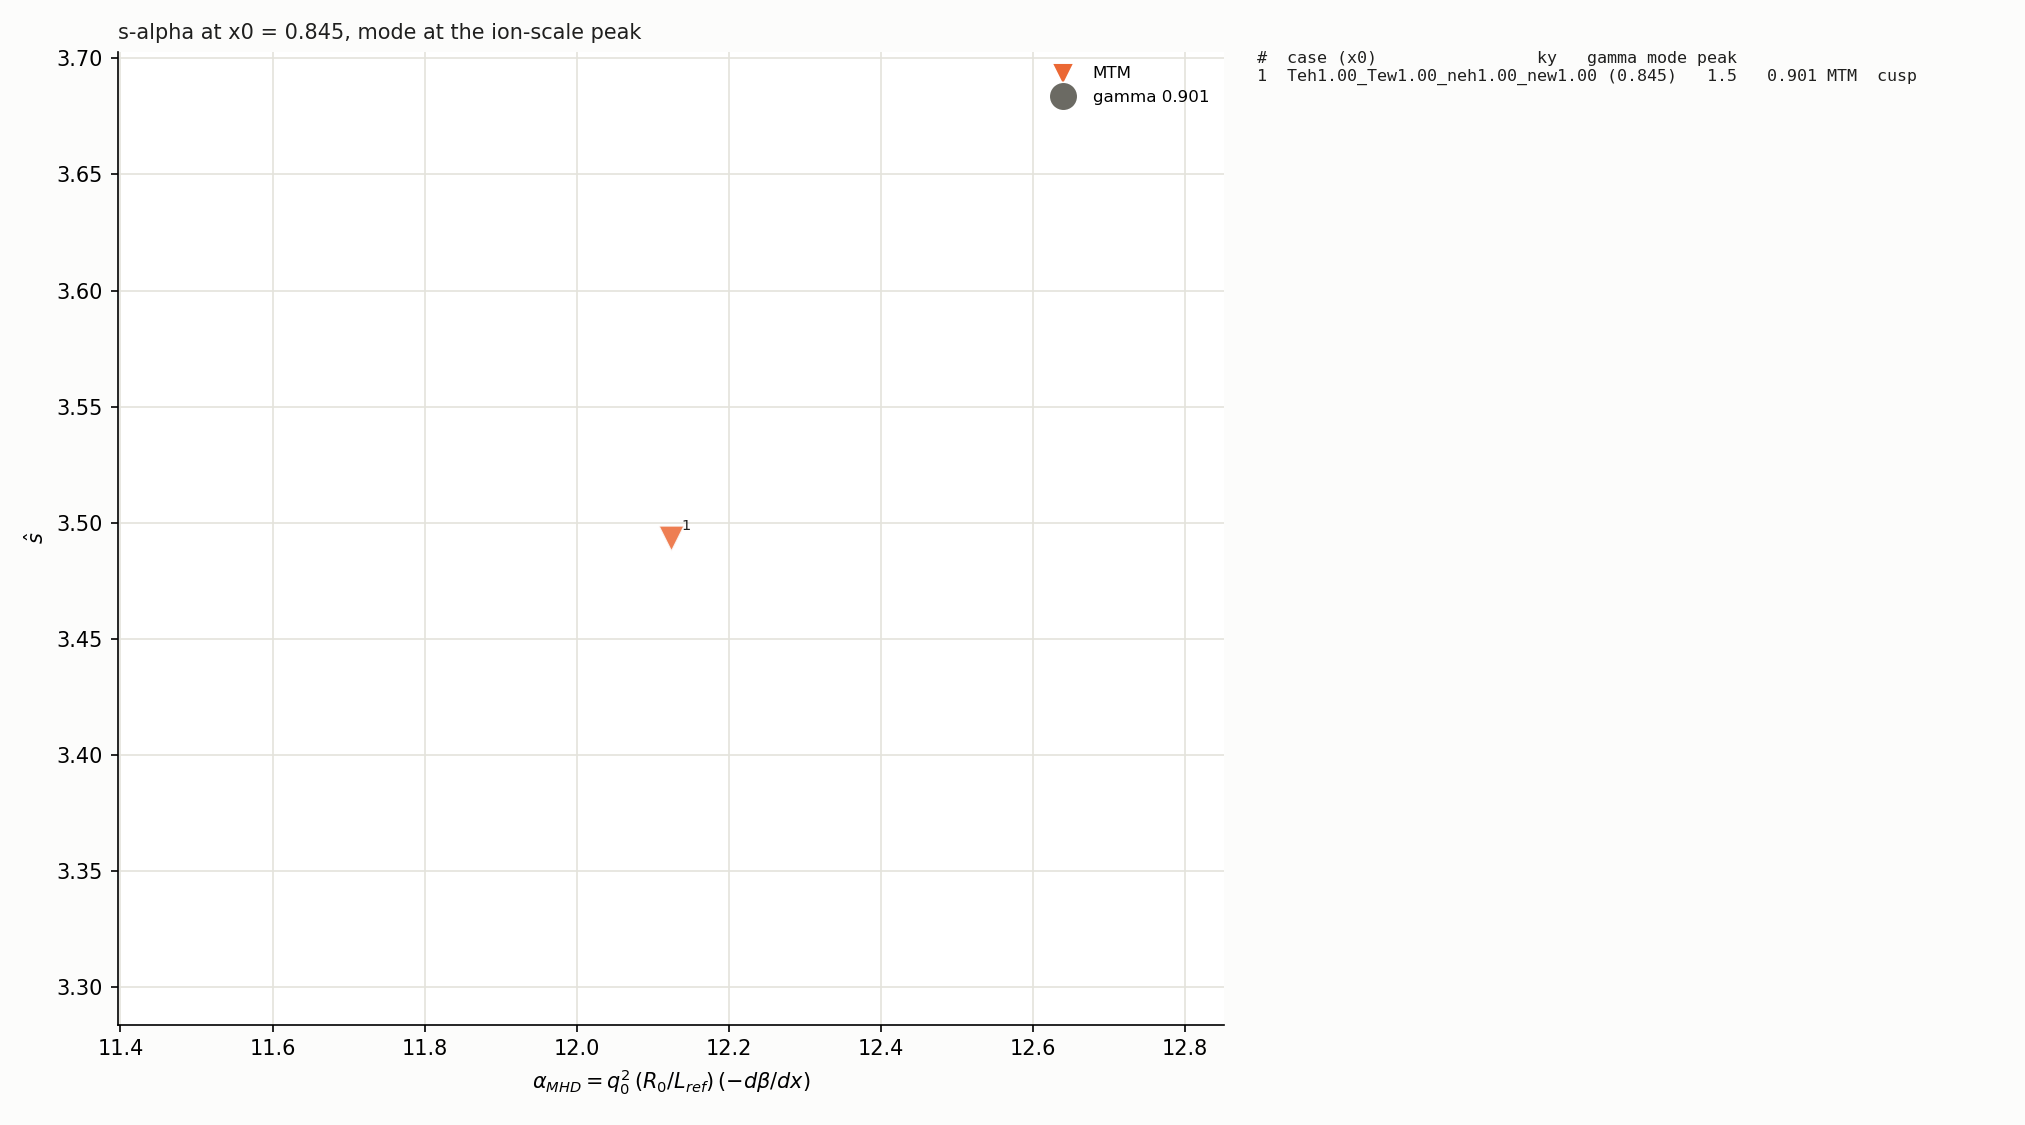 s-alpha at x0 = 0.845, mode at the ion-scale peak
3.70
3.65
3.60
3.55
3.50
3.45
3.40
3.35
3.30
ŝ
MTM
gamma 0.901
1
11.4 11.6 11.8 12.0 12.2 12.4 12.6 12.8
α_MHD = q_0^2 (R_0/L_ref) (−dβ/dx)
# case (x0) ky gamma mode peak
1 Teh1.00_Tew1.00_neh1.00_new1.00 (0.845) 1.5 0.901 MTM cusp